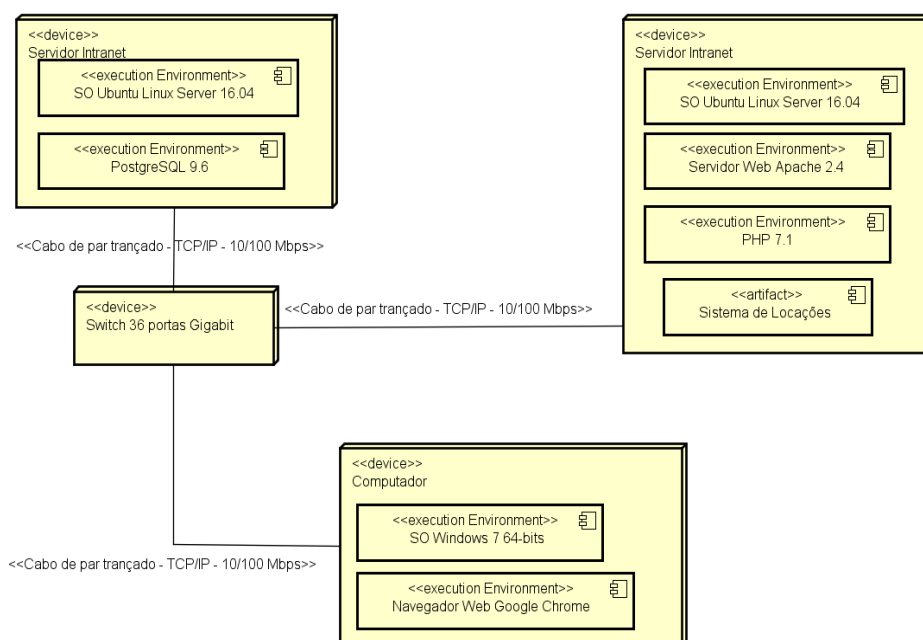 <<device>>
Servidor Intranet
<<execution Environment>>
SO Ubuntu Linux Server 16.04
<<execution Environment>>
PostgreSQL 9.6
<<device>>
Servidor Intranet
<<execution Environment>>
SO Ubuntu Linux Server 16.04
<<execution Environment>>
Servidor Web Apache 2.4
<<execution Environment>>
PHP 7.1
<<artifact>>
Sistema de Locações
<<Cabo de par trançado - TCP/IP - 10/100 Mbps>>
<<device>>
Switch 36 portas Gigabit
<<Cabo de par trançado - TCP/IP - 10/100 Mbps>>
<<device>>
Computador
<<execution Environment>>
SO Windows 7 64-bits
<<execution Environment>>
Navegador Web Google Chrome
<<Cabo de par trançado - TCP/IP - 10/100 Mbps>>